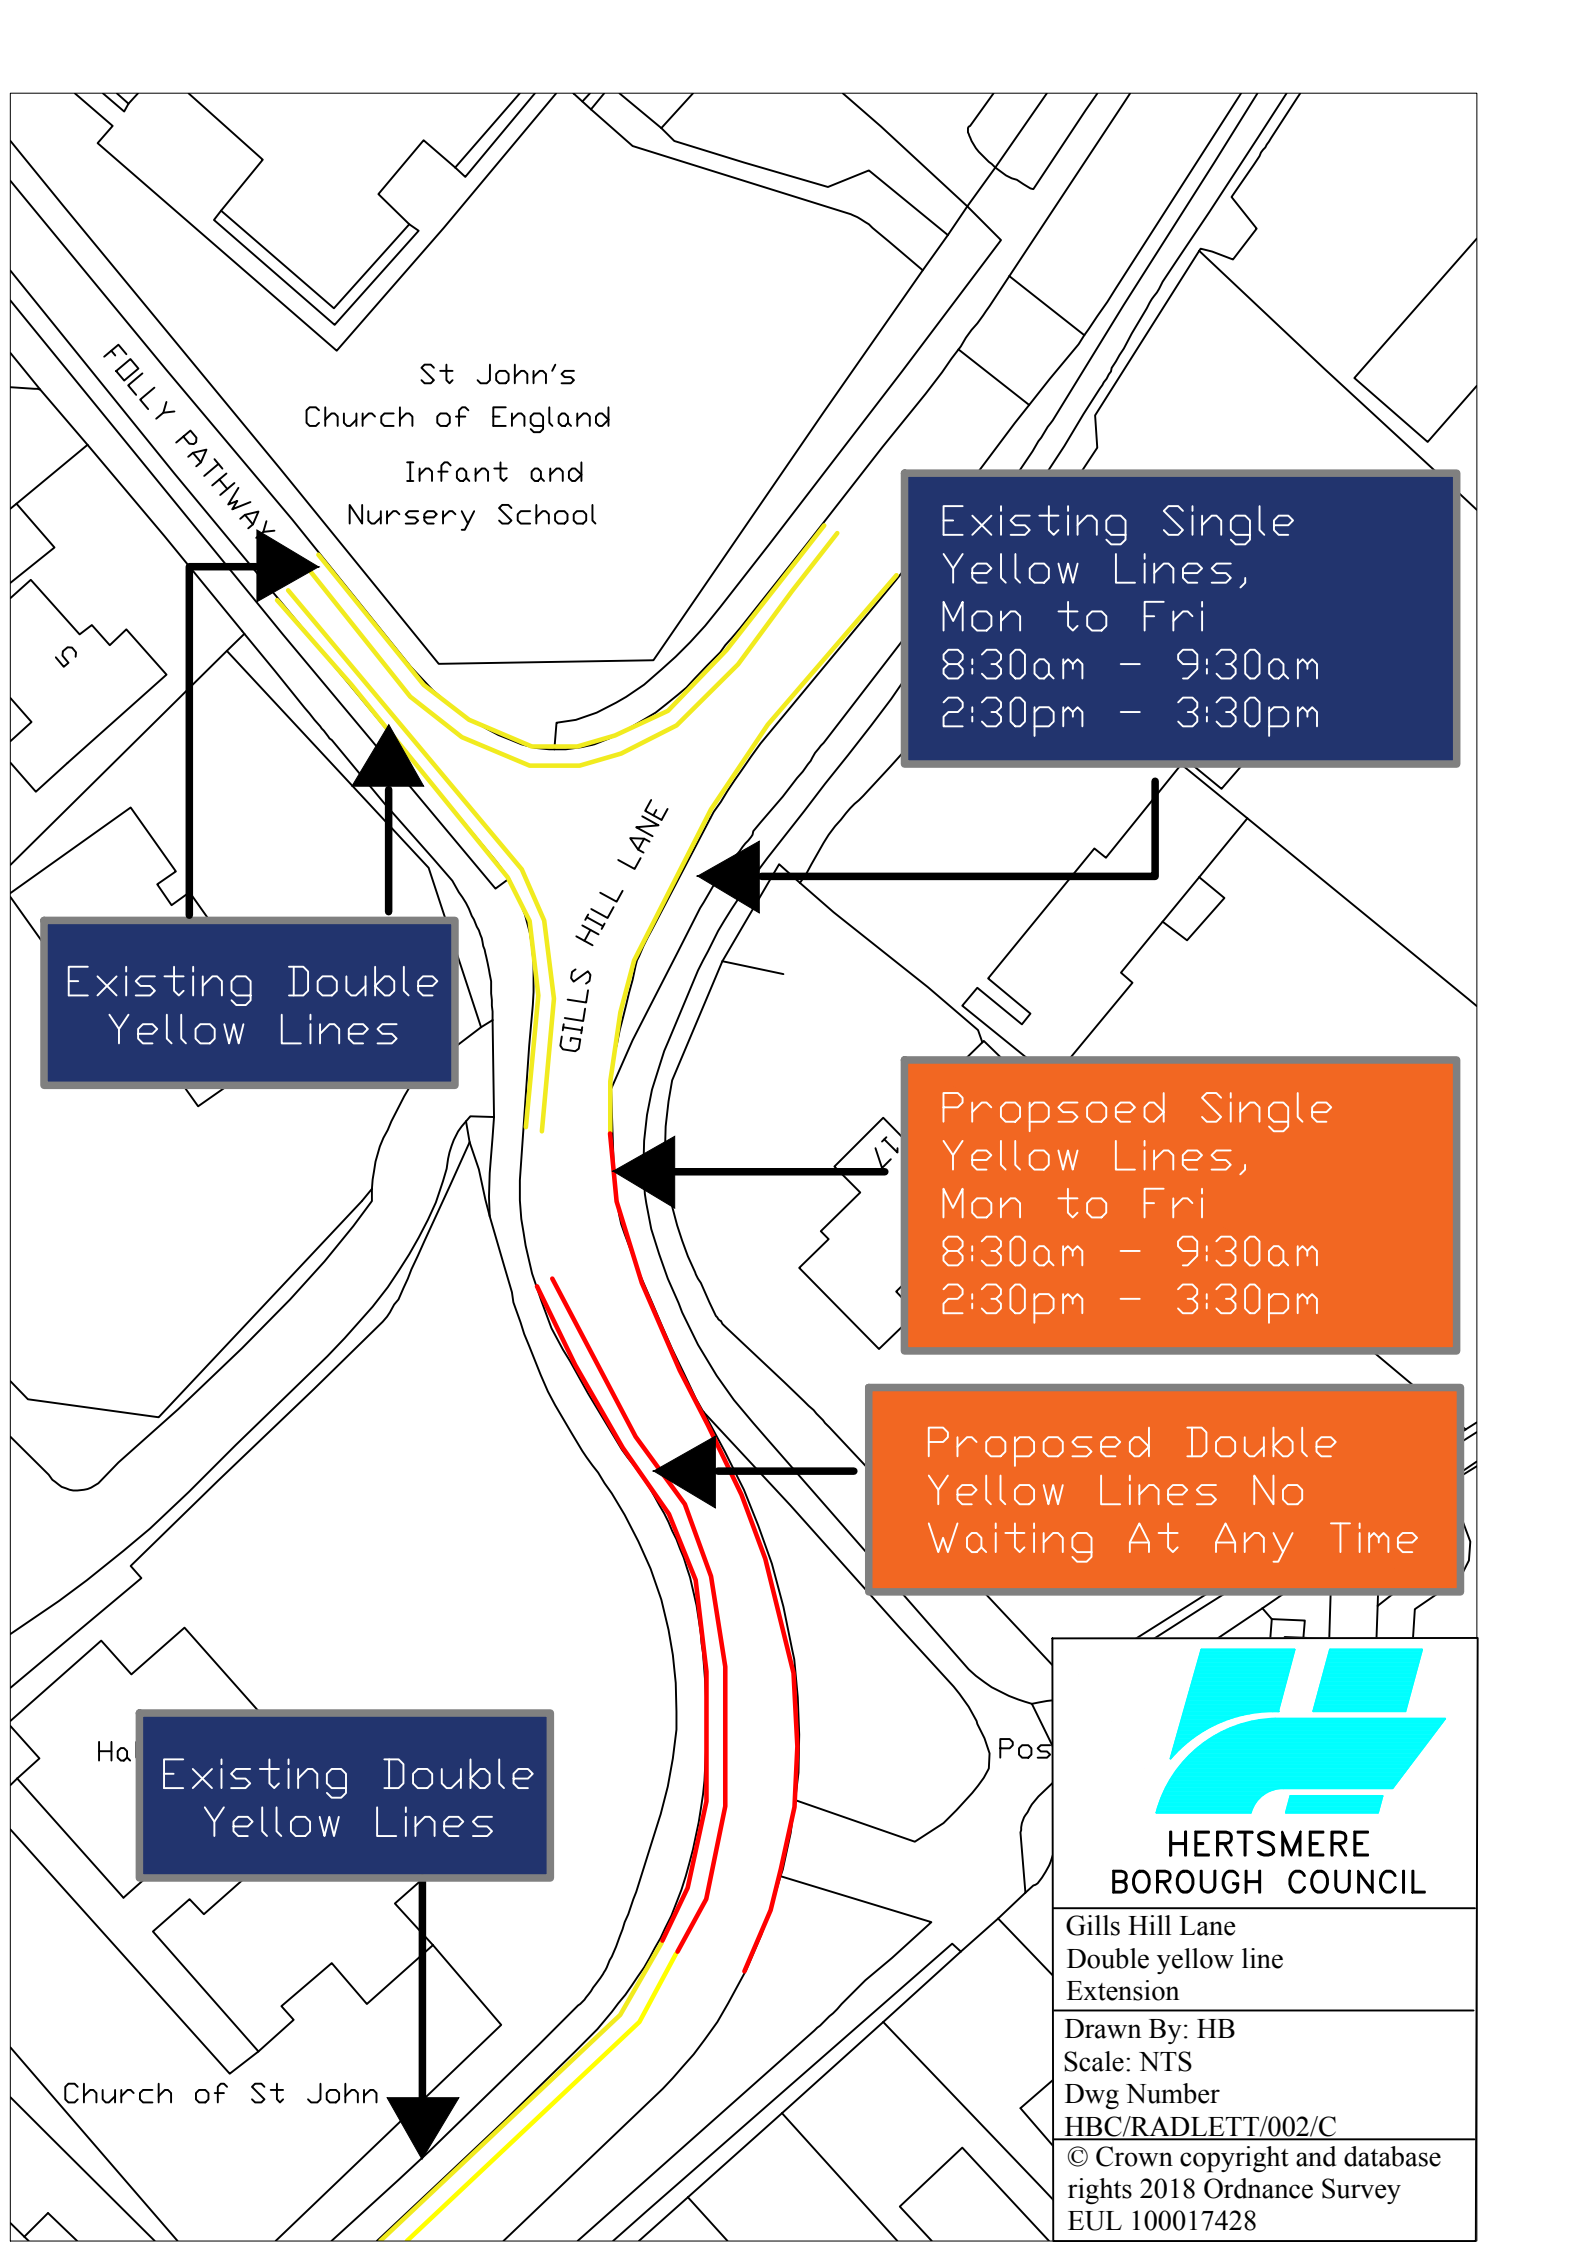 FOLLY PATHWAY
St John's
Church of England
Infant and
Nursery School
Existing Single
Yellow Lines,
Mon to Fri
8:30am - 9:30am
2:30pm - 3:30pm
5
GILLS HILL LANE
Existing Double
Yellow Lines
Propsoed Single
Yellow Lines,
Mon to Fri
8:30am - 9:30am
2:30pm - 3:30pm
17
Proposed Double
Yellow Lines No
Waiting At Any Time
Existing Double
Yellow Lines
Ha
Pos
Church of St John
HERTSMERE
BOROUGH COUNCIL
Gills Hill Lane
Double yellow line
Extension
Drawn By: HB
Scale: NTS
Dwg Number
HBC/RADLETT/002/C
© Crown copyright and database
rights 2018 Ordnance Survey
EUL 100017428